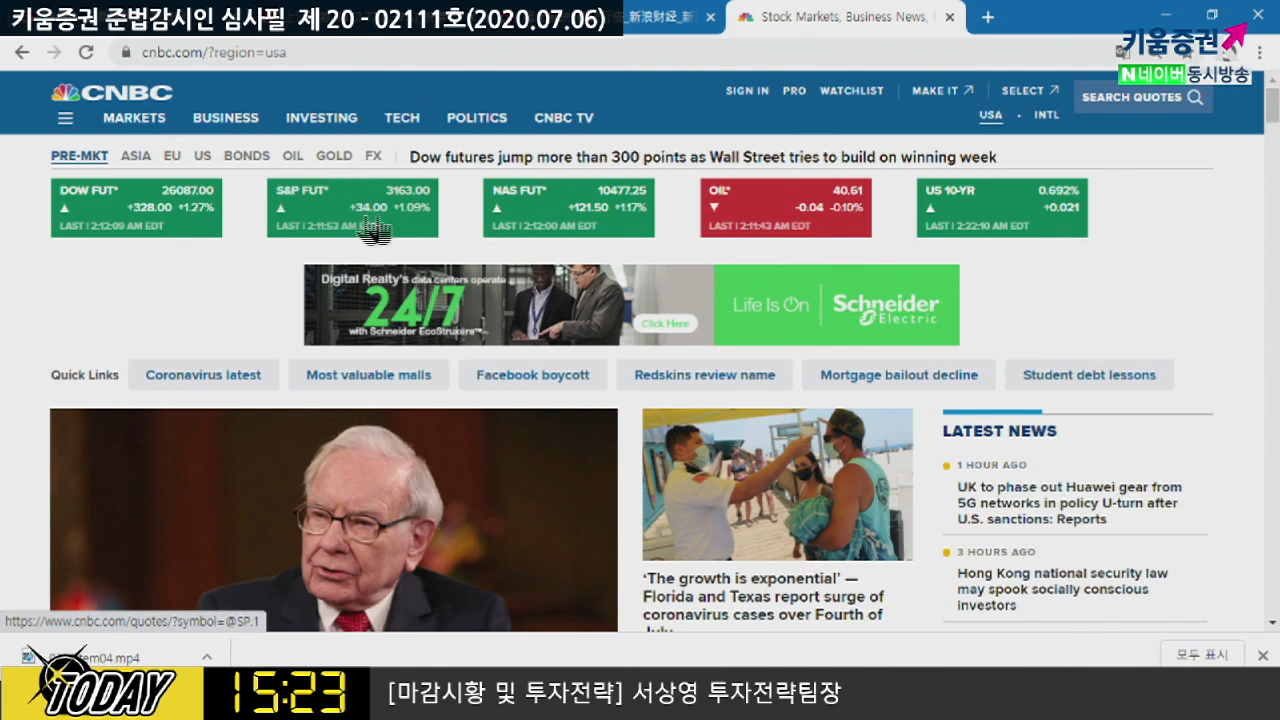 키움증권 준법감시인 심사필 제 20 - 02111호(2020.07.06)
_新浪财经_新
Stock Markets, Business News,
cnbc.com/?region=usa
키움증권
N네이버 동시방송
CNBC
SIGN IN PRO WATCHLIST MAKE IT SELECT
SEARCH QUOTES
USA · INTL
MARKETS BUSINESS INVESTING TECH POLITICS CNBC TV
PRE-MKT ASIA EU US BONDS OIL GOLD FX
Dow futures jump more than 300 points as Wall Street tries to build on winning week
DOW FUT* 26087.00
+328.00 +1.27%
LAST | 2:12:09 AM EDT
S&P FUT* 3163.00
+34.00 +1.09%
LAST | 2:11:53 AM
NAS FUT* 10477.25
+121.50 +1.17%
LAST | 2:12:00 AM EDT
OIL* 40.61
-0.04 -0.10%
LAST | 2:11:43 AM EDT
US 10-YR 0.692%
+0.021
LAST | 2:22:10 AM EDT
Digital Realty's data centers operate
24/7
with Schneider EcoStruxure™
Click Here
Life Is On
Schneider
Electric
Quick Links
Coronavirus latest
Most valuable malls
Facebook boycott
Redskins review name
Mortgage bailout decline
Student debt lessons
'The growth is exponential' —
Florida and Texas report surge of
coronavirus cases over Fourth of
July
LATEST NEWS
1 HOUR AGO
UK to phase out Huawei gear from
5G networks in policy U-turn after
U.S. sanctions: Reports
3 HOURS AGO
Hong Kong national security law
may spook socially conscious
investors
https://www.cnbc.com/quotes/?symbol=@SP.1
tem04.mp4
모두 표시
TODAY
15:23
[마감시황 및 투자전략] 서상영 투자전략팀장